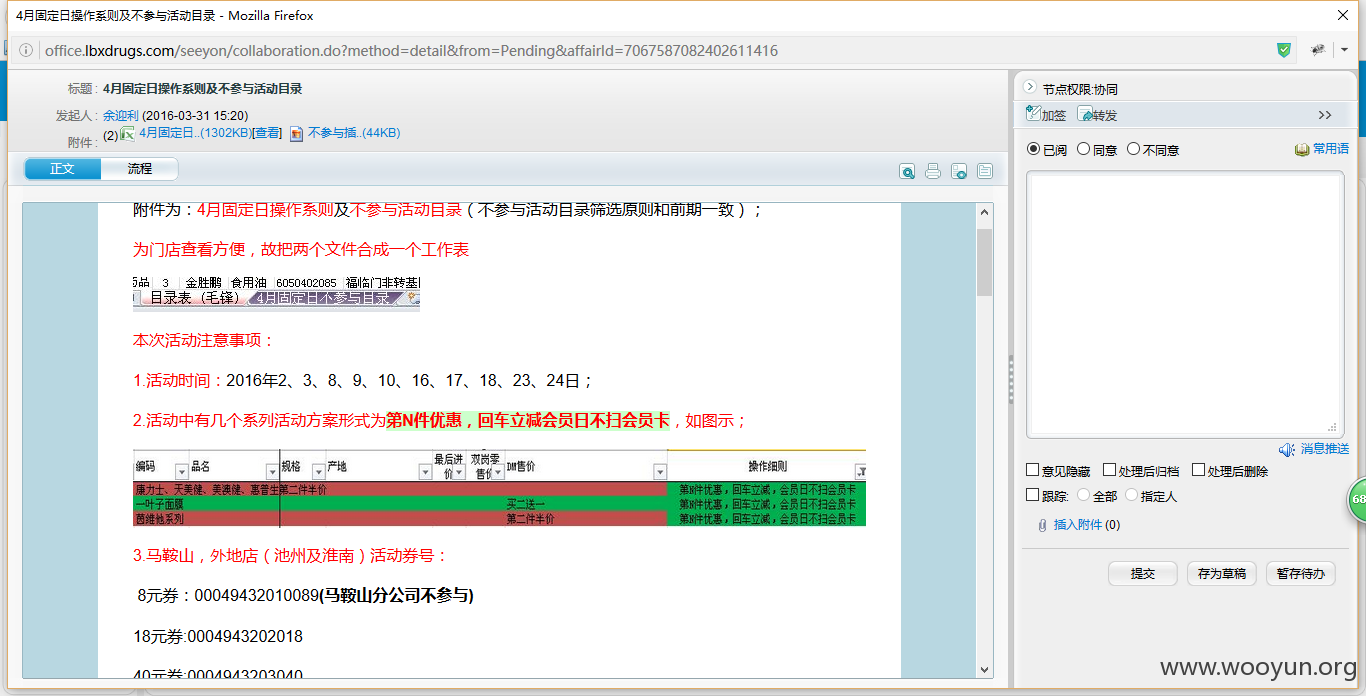 4月固定日操作系则及不参与活动目录 - Mozilla Firefox
office.lbxdrugs.com/seeyon/collaboration.do?method=detail&from=Pending&affairId=7067587082402611416
标题 : 4月固定日操作系则及不参与活动目录
发起人 : 余迎利 (2016-03-31 15:20)
附件 : (2) 4月固定日..(1302KB)[查看] 不参与插..(44KB)
正文 流程
附件为：4月固定日操作系则及不参与活动目录（不参与活动目录筛选原则和前期一致）；
为门店查看方便，故把两个文件合成一个工作表
药品 3 金胜鹏 食用油 6050402085 福临门非转基
目录表（毛锋） 4月固定日不参与目录
本次活动注意事项：
1.活动时间：2016年2、3、8、9、10、16、17、18、23、24日；
2.活动中有几个系列活动方案形式为第N件优惠，回车立减会员日不扫会员卡，如图示；
编码 品名 规格 产地 最后进价 双岗零售价 DM售价 操作细则
康力士、天美健、美澳健、惠普生第二件半价 第N件优惠，回车立减，会员日不扫会员卡
一叶子面膜 买二送一 第N件优惠，回车立减，会员日不扫会员卡
茵维他系列 第二件半价 第N件优惠，回车立减，会员日不扫会员卡
3.马鞍山，外地店（池州及淮南）活动券号：
8元券：00049432010089(马鞍山分公司不参与)
18元券:0004943202018
40元券:0004943203040
节点权限:协同
加签 转发 >>
已阅 同意 不同意 常用语
消息推送
意见隐藏 处理后归档 处理后删除
跟踪: 全部 指定人
插入附件 (0)
提交 存为草稿 暂存待办
68
www.wooyun.org